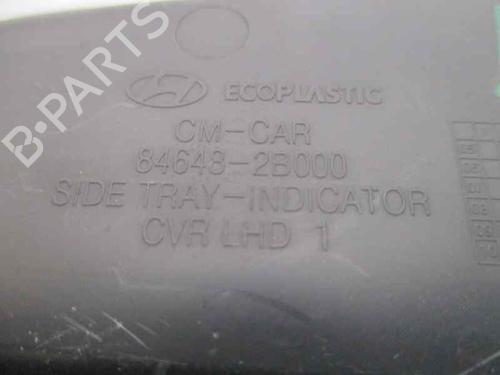 ECOPLASTIC
CM-CAR
84648-2B000
SIDE TRAY-INDICATOR
CVR LHD 1
B-PARTS